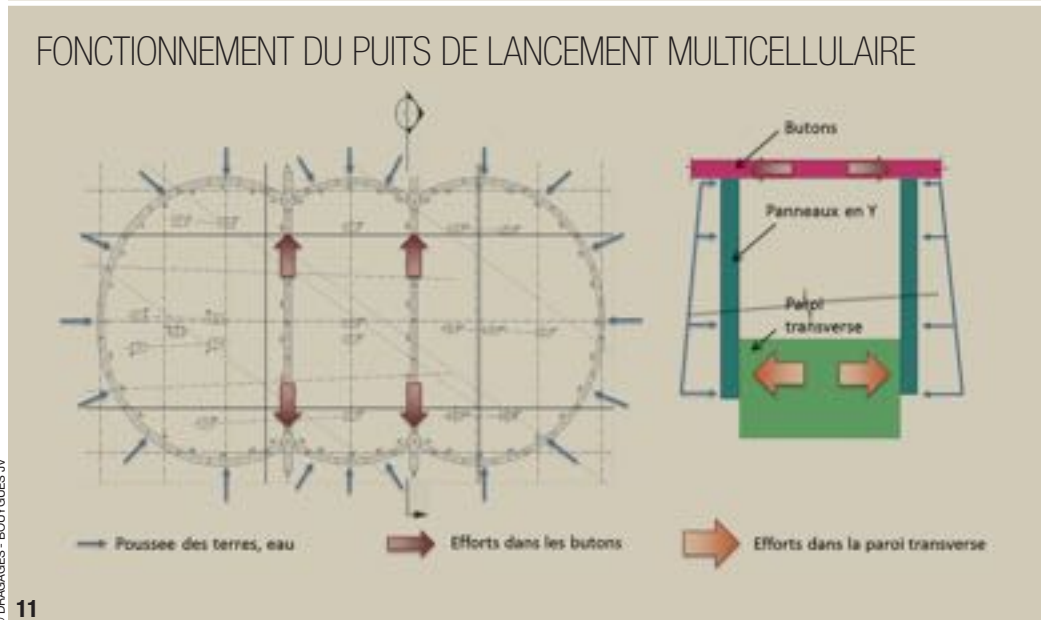 FONCTIONNEMENT DU PUITS DE LANCEMENT MULTICELLULAIRE
Butons
Panneaux en Y
Paroi
transverse
Poussee des terres, eau
Efforts dans les butons
Efforts dans la paroi transverse
DRAGAGES - BOUYGUES JV
11